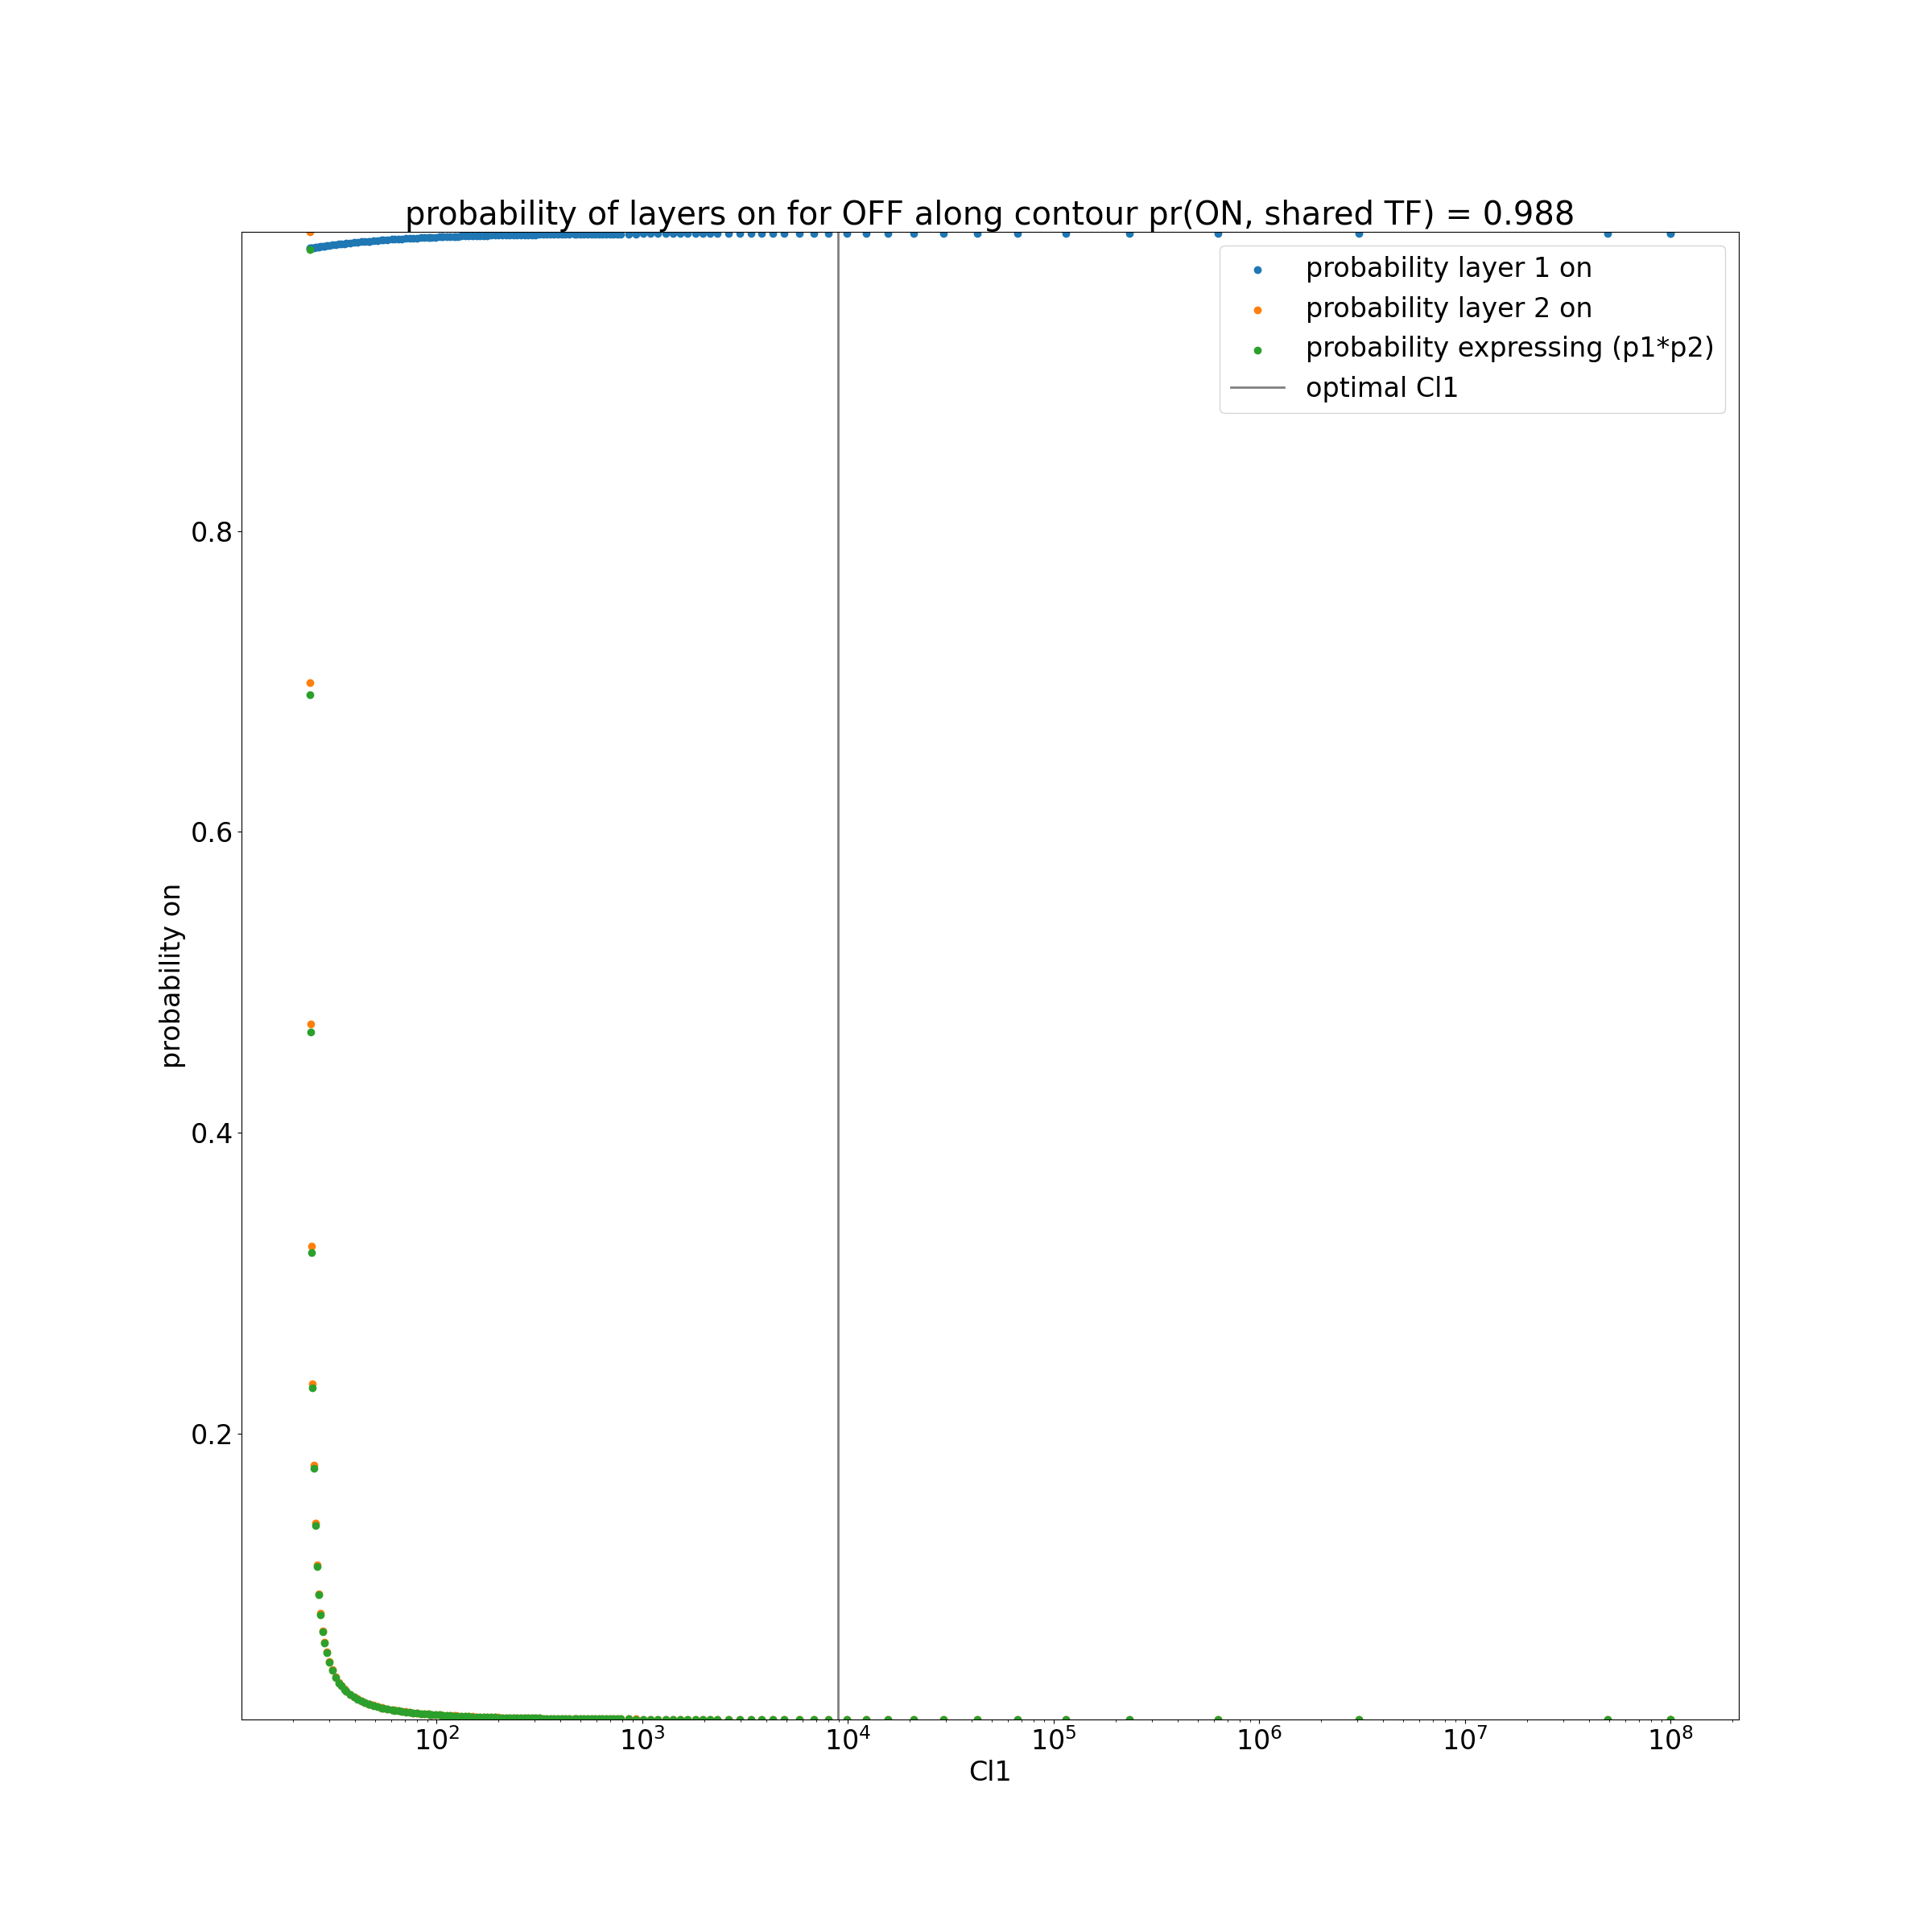 probability of layers on for OFF along contour pr(ON, shared TF) = 0.988
probability layer 1 on
probability layer 2 on
probability expressing (p1*p2)
optimal Cl1
0.8
0.6
0.4
0.2
probability on
10² 10³ 10⁴ 10⁵ 10⁶ 10⁷ 10⁸
Cl1